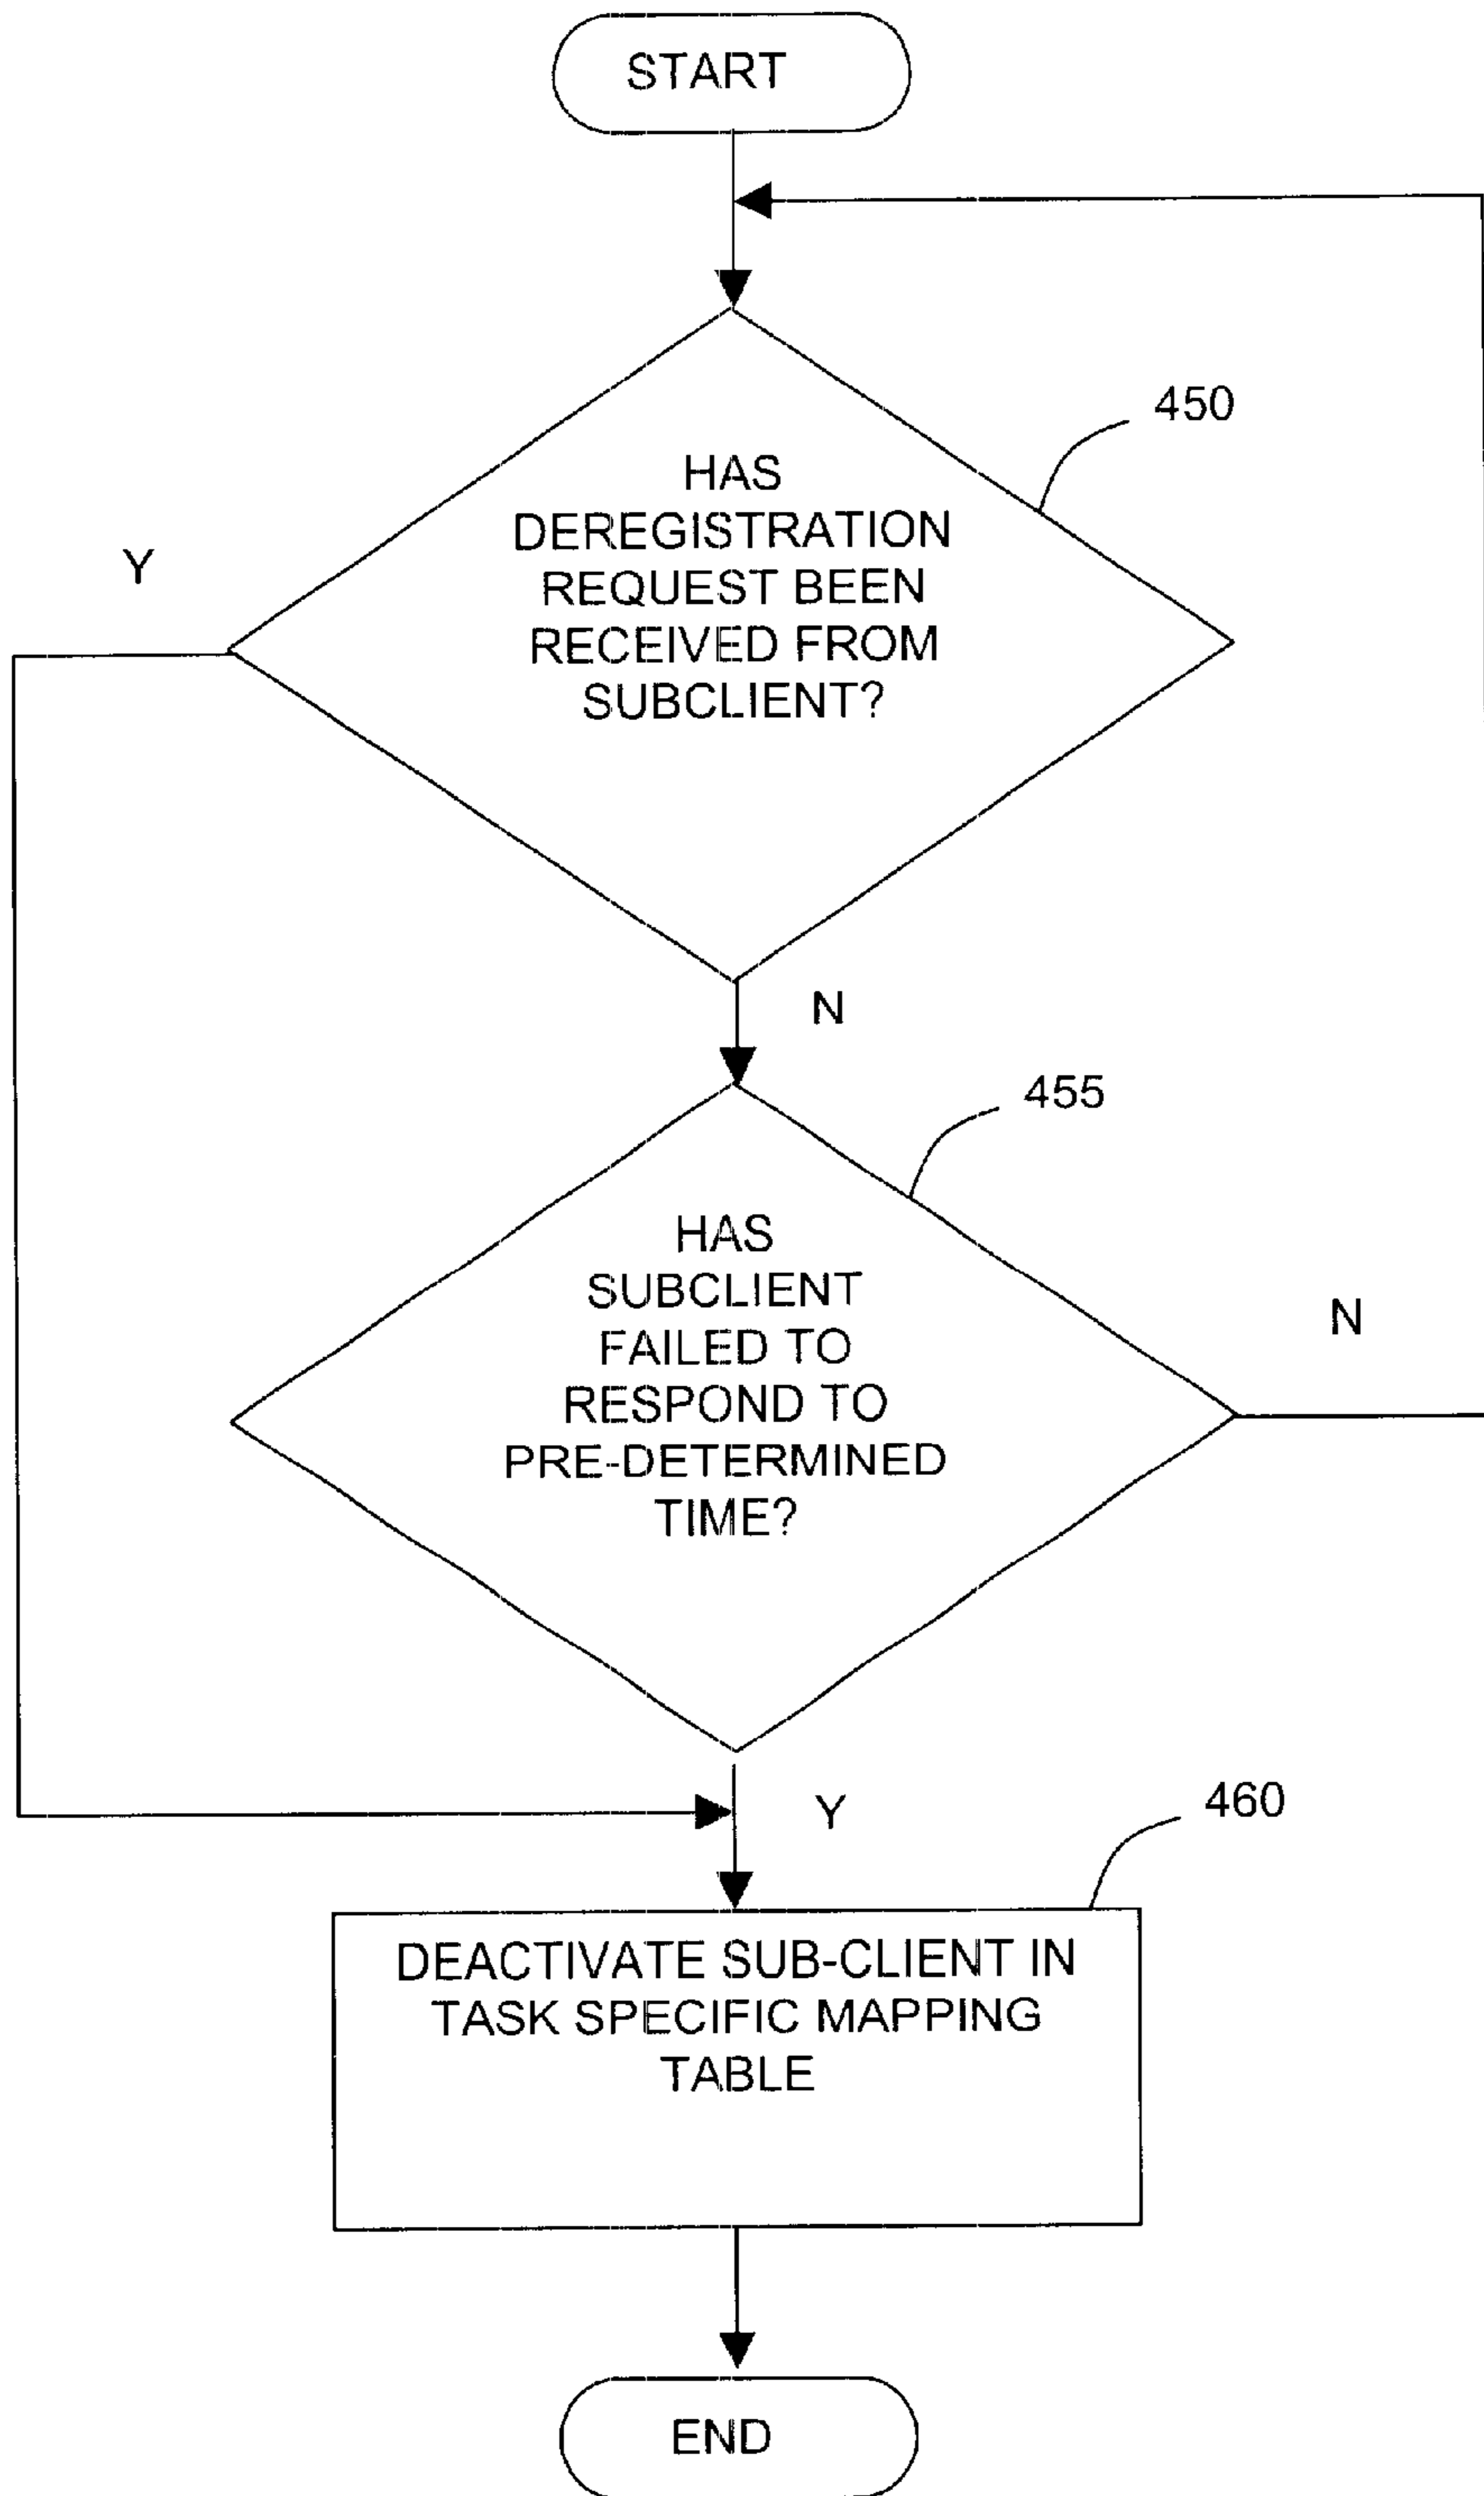 START
450
HAS
DEREGISTRATION
REQUEST BEEN
RECEIVED FROM
SUBCLIENT?
Y
N
455
HAS
SUBCLIENT
FAILED TO
RESPOND TO
PRE-DETERMINED
TIME?
N
Y
460
DEACTIVATE SUB-CLIENT IN
TASK SPECIFIC MAPPING
TABLE
END